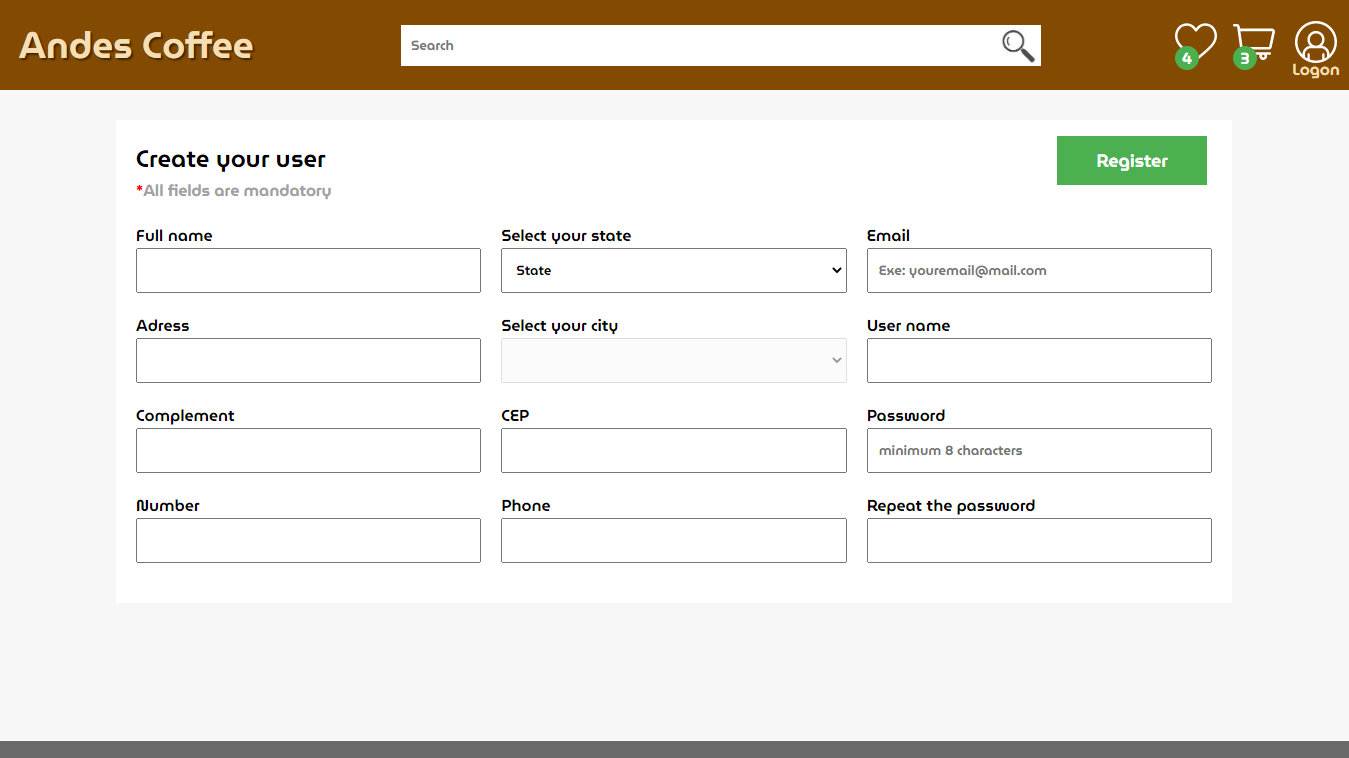 Andes Coffee
Search
4
3
Logon
Create your user
Register
*All fields are mandatory
Full name
Select your state
Email
State
Exe: youremail@mail.com
Adress
Select your city
User name
Complement
CEP
Password
minimum 8 characters
Number
Phone
Repeat the password